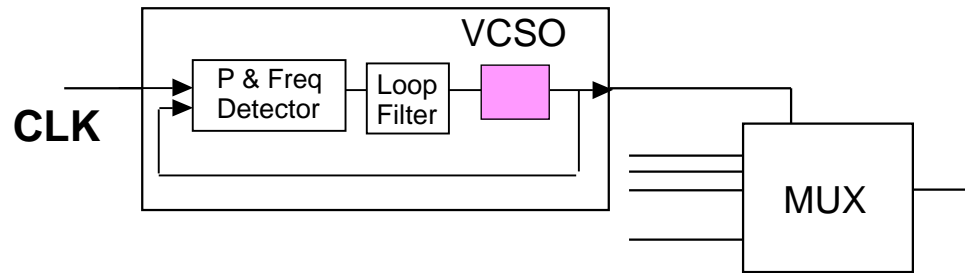 VCSO
P & Freq
Detector
Loop
Filter
CLK
MUX